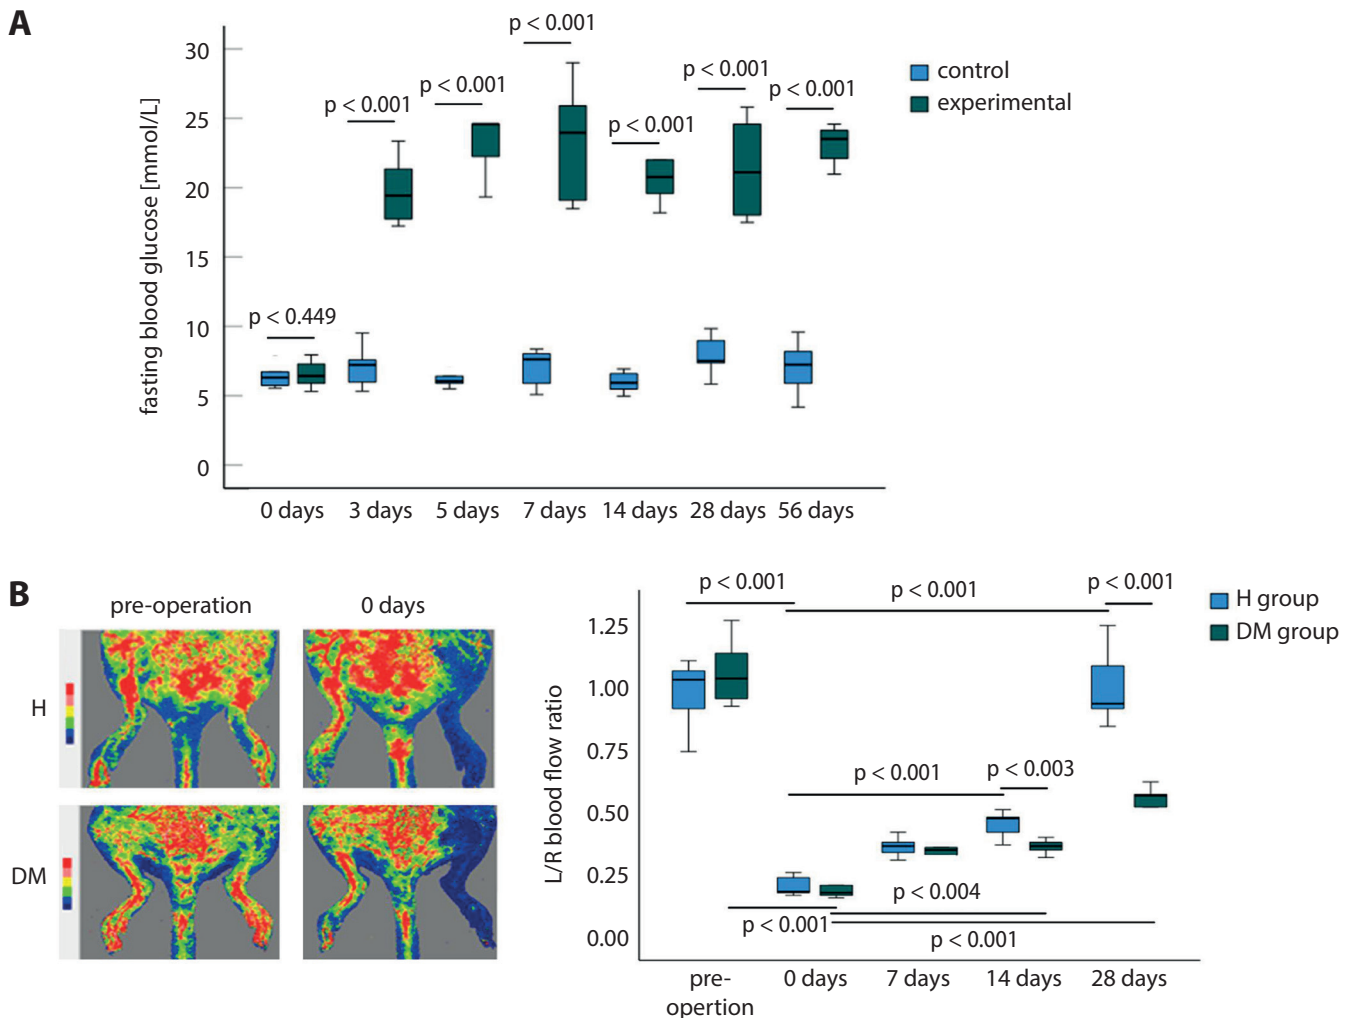 A
p < 0.001
p < 0.001
p < 0.001
p < 0.001
p < 0.001
p < 0.001
p < 0.449
control
experimental
fasting blood glucose [mmol/L]
30
25
20
15
10
5
0
0 days
3 days
5 days
7 days
14 days
28 days
56 days
B
pre-operation
0 days
H
DM
p < 0.001
p < 0.001
p < 0.001
H group
DM group
L/R blood flow ratio
1.25
1.00
0.75
0.50
0.25
0.00
p < 0.001
p < 0.003
p < 0.004
p < 0.001
p < 0.001
pre-
opertion
0 days
7 days
14 days
28 days